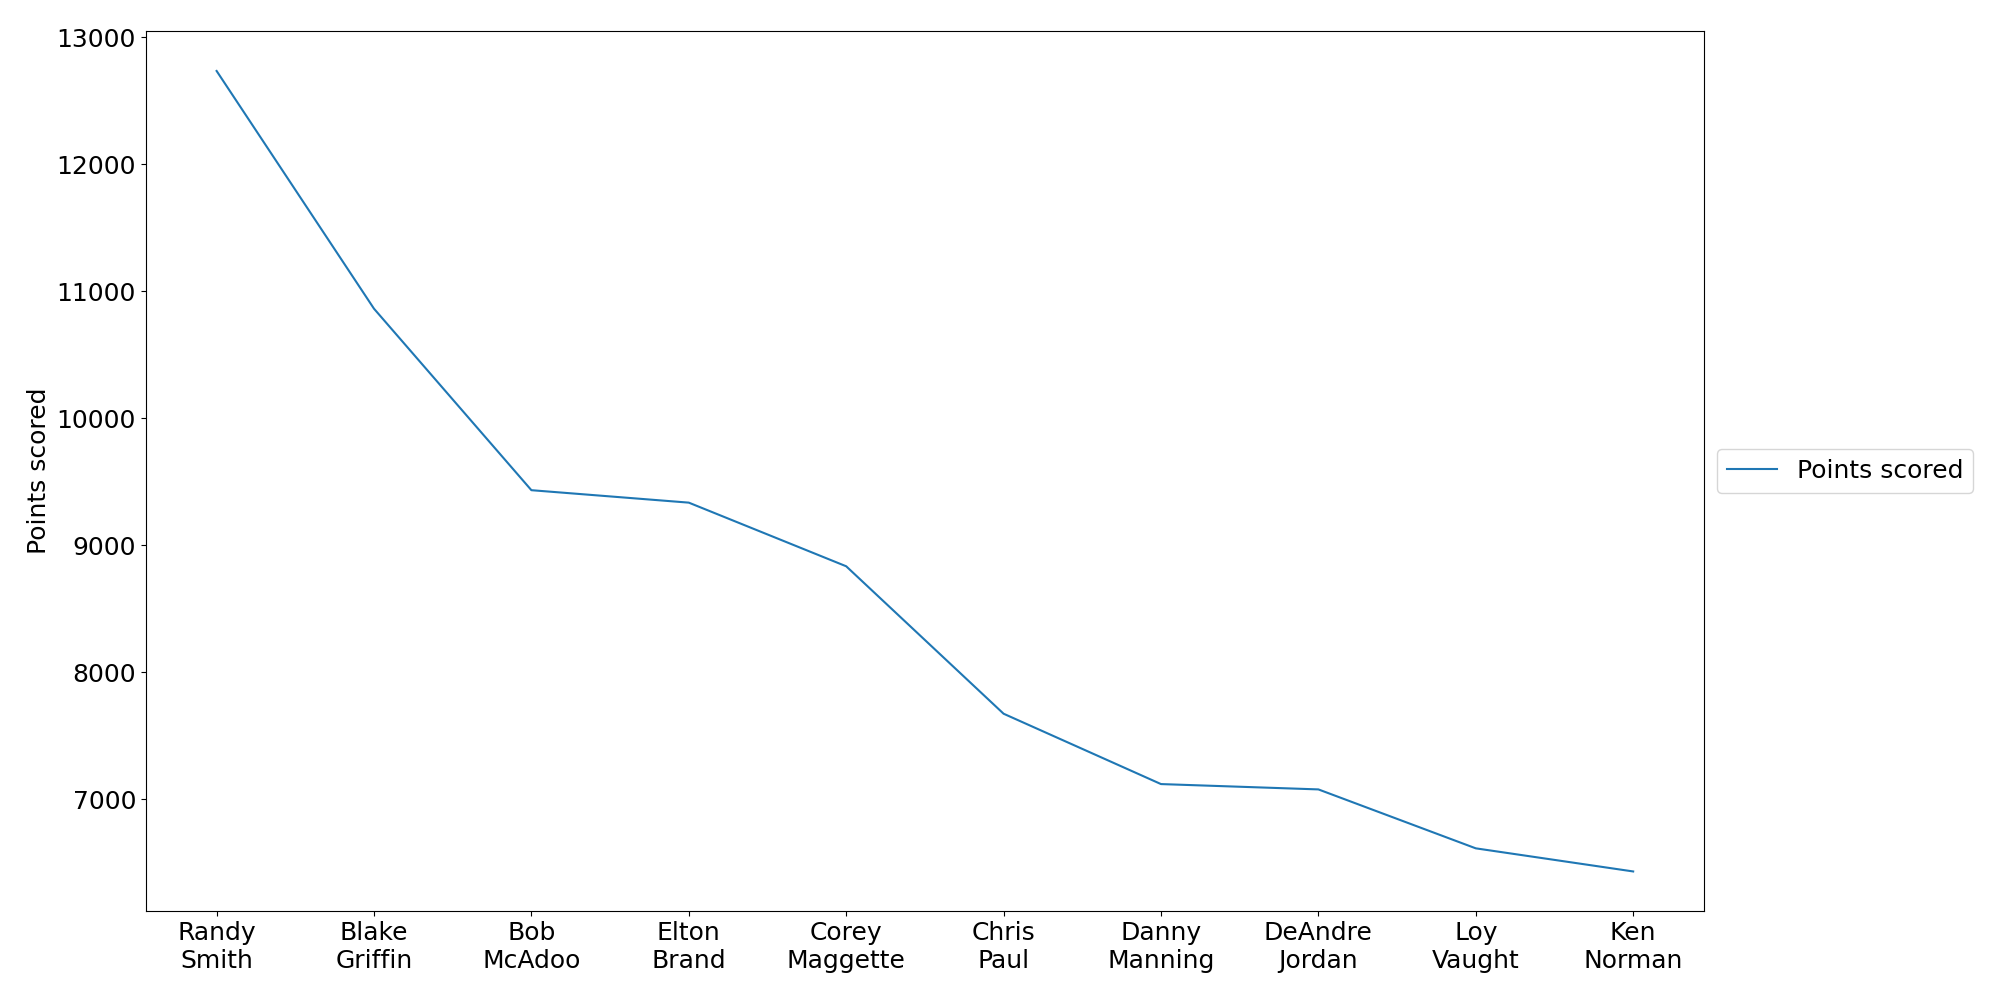 13000
12000
11000
10000
9000
8000
7000
Points scored
Points scored
Randy Blake Bob Elton Corey Chris Danny DeAndre Loy Ken
Smith Griffin McAdoo Brand Maggette Paul Manning Jordan Vaught Norman